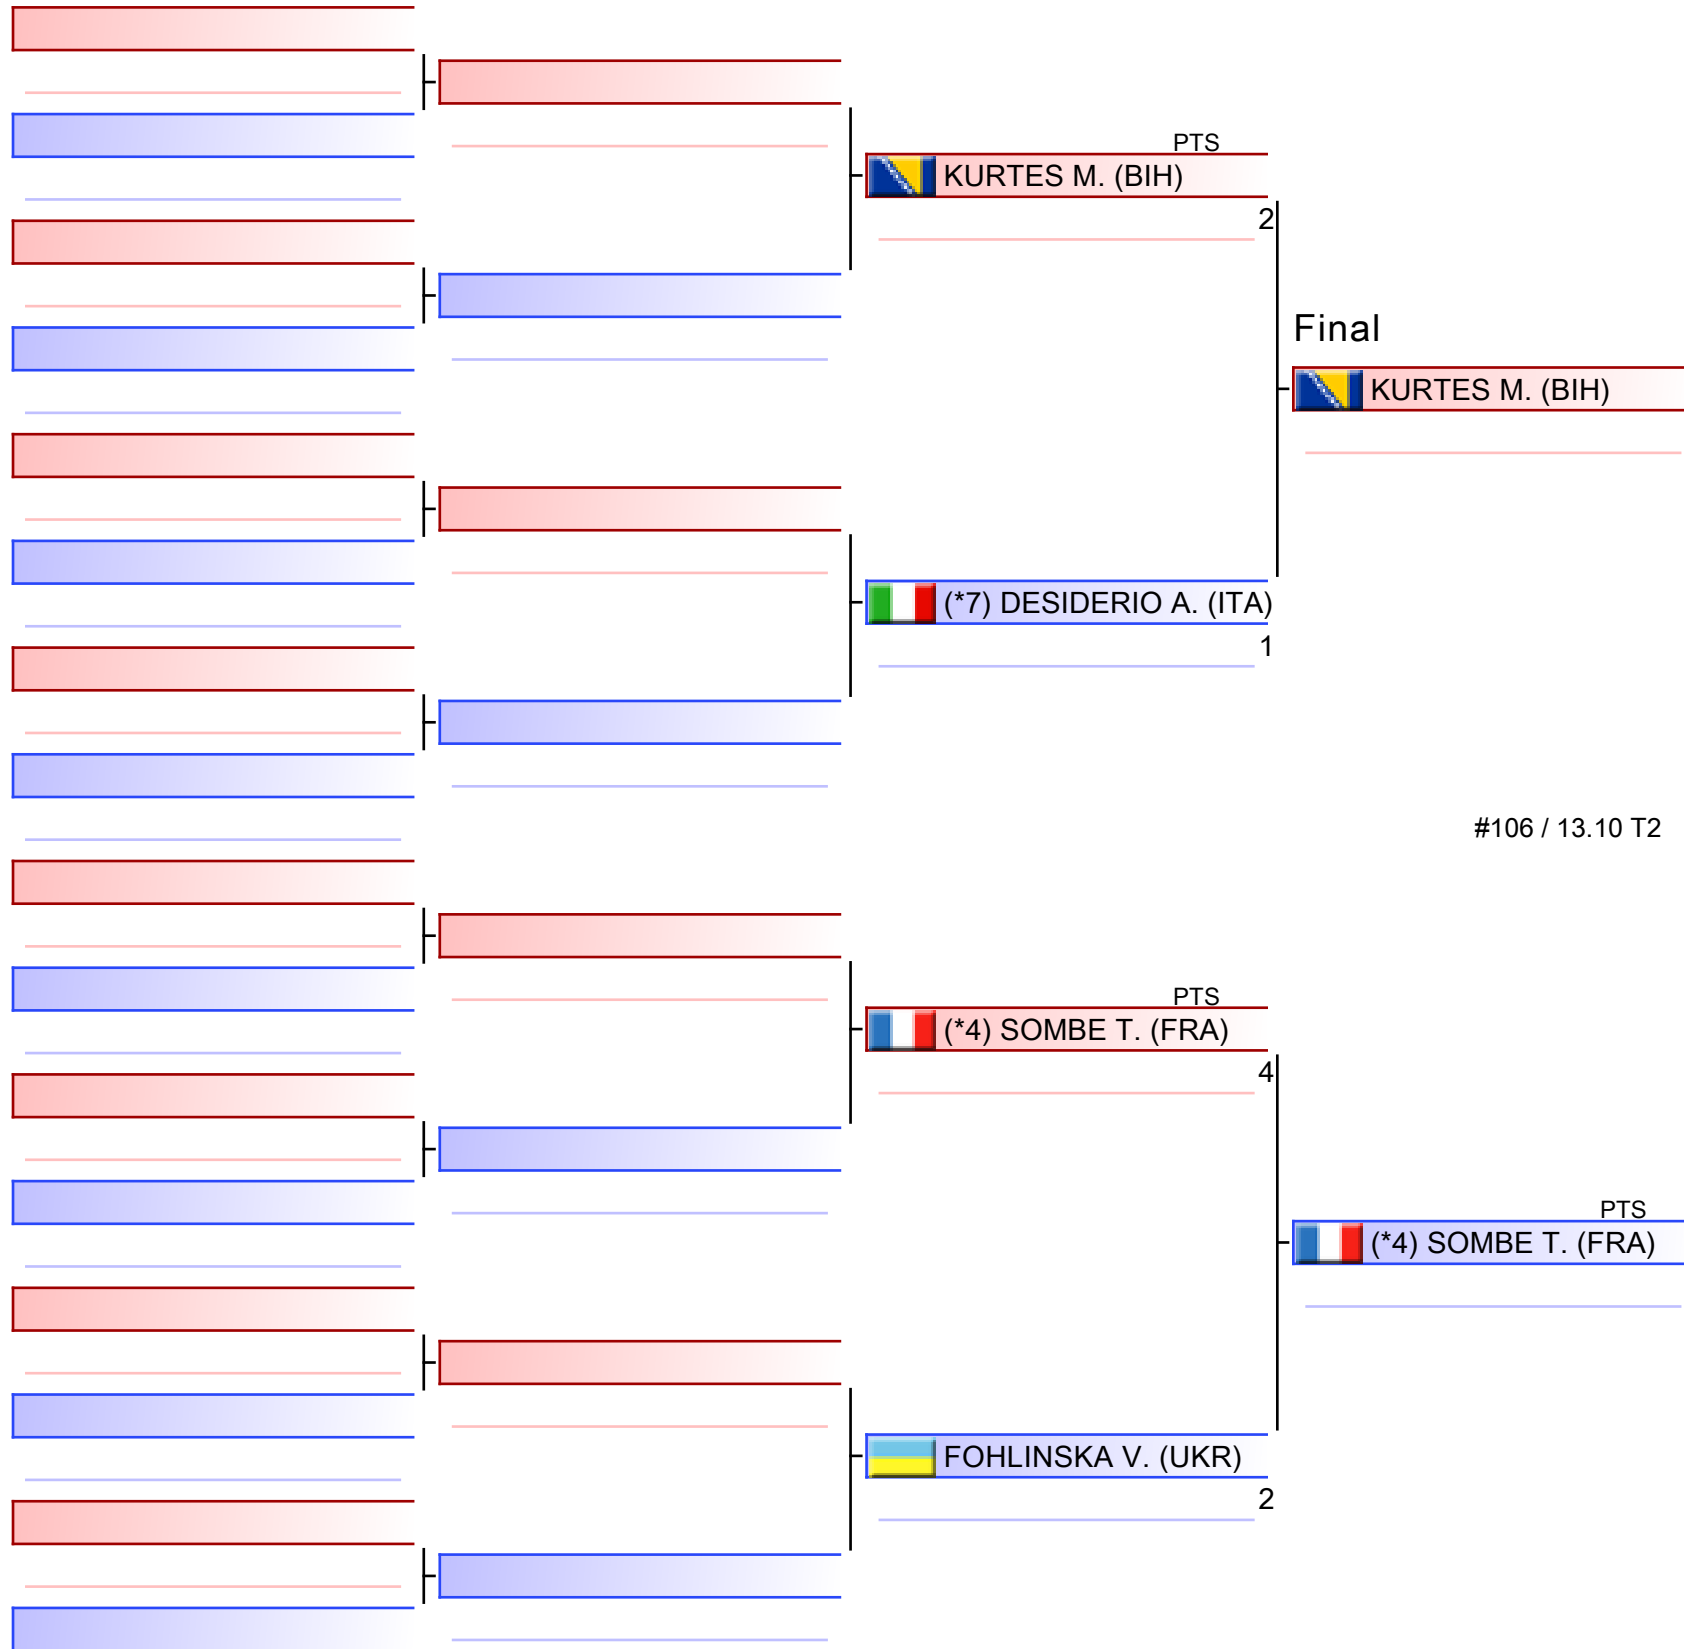 PTS
KURTES M. (BIH)
2
Final
KURTES M. (BIH)
(*7) DESIDERIO A. (ITA)
1
#106 / 13.10 T2
PTS
(*4) SOMBE T. (FRA)
4
PTS
(*4) SOMBE T. (FRA)
FOHLINSKA V. (UKR)
2